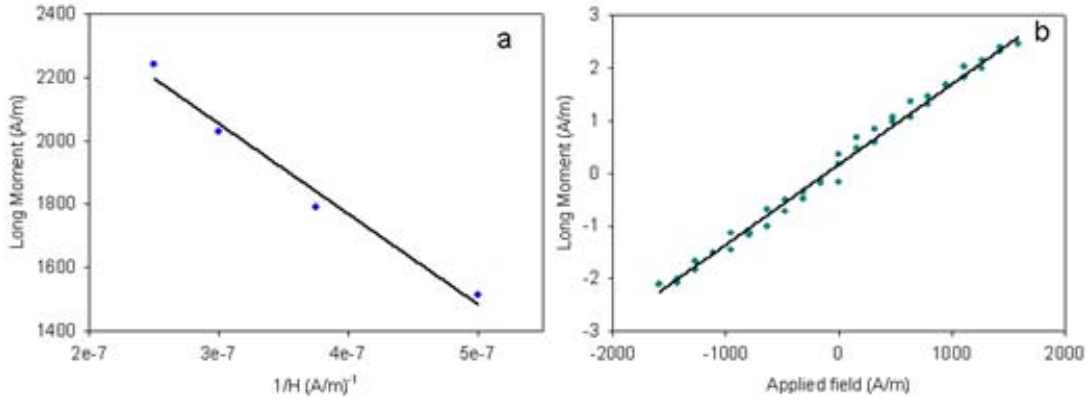 a
Long Moment (A/m)
2400
2200
2000
1800
1600
1400
2e-7 3e-7 4e-7 5e-7
1/H (A/m)⁻¹
b
Long Moment (A/m)
3
2
1
0
-1
-2
-3
-2000 -1000 0 1000 2000
Applied field (A/m)